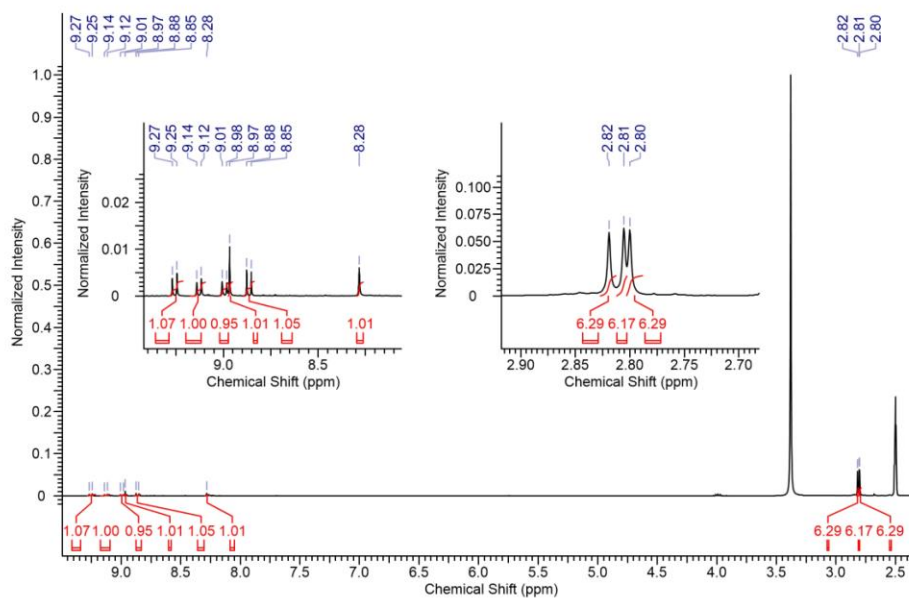 9.27 9.25 9.14 9.12 9.01 8.97 8.88 8.85 8.28 2.82 2.81 2.80
Normalized Intensity
1.0
0.9
0.8
0.7
0.6
0.5
0.4
0.3
0.2
0.1
0
9.27 9.25 9.14 9.12 9.01 8.98 8.97 8.88 8.85 8.28
Normalized Intensity
0.02
0.01
0
1.07 1.00 0.95 1.01 1.05 1.01
9.0 8.5
Chemical Shift (ppm)
2.82 2.81 2.80
Normalized Intensity
0.100
0.075
0.050
0.025
0
6.29 6.17 6.29
2.90 2.85 2.80 2.75 2.70
Chemical Shift (ppm)
1.07 1.00 0.95 1.01 1.05 1.01 6.29 6.17 6.29
9.0 8.5 8.0 7.5 7.0 6.5 6.0 5.5 5.0 4.5 4.0 3.5 3.0 2.5
Chemical Shift (ppm)